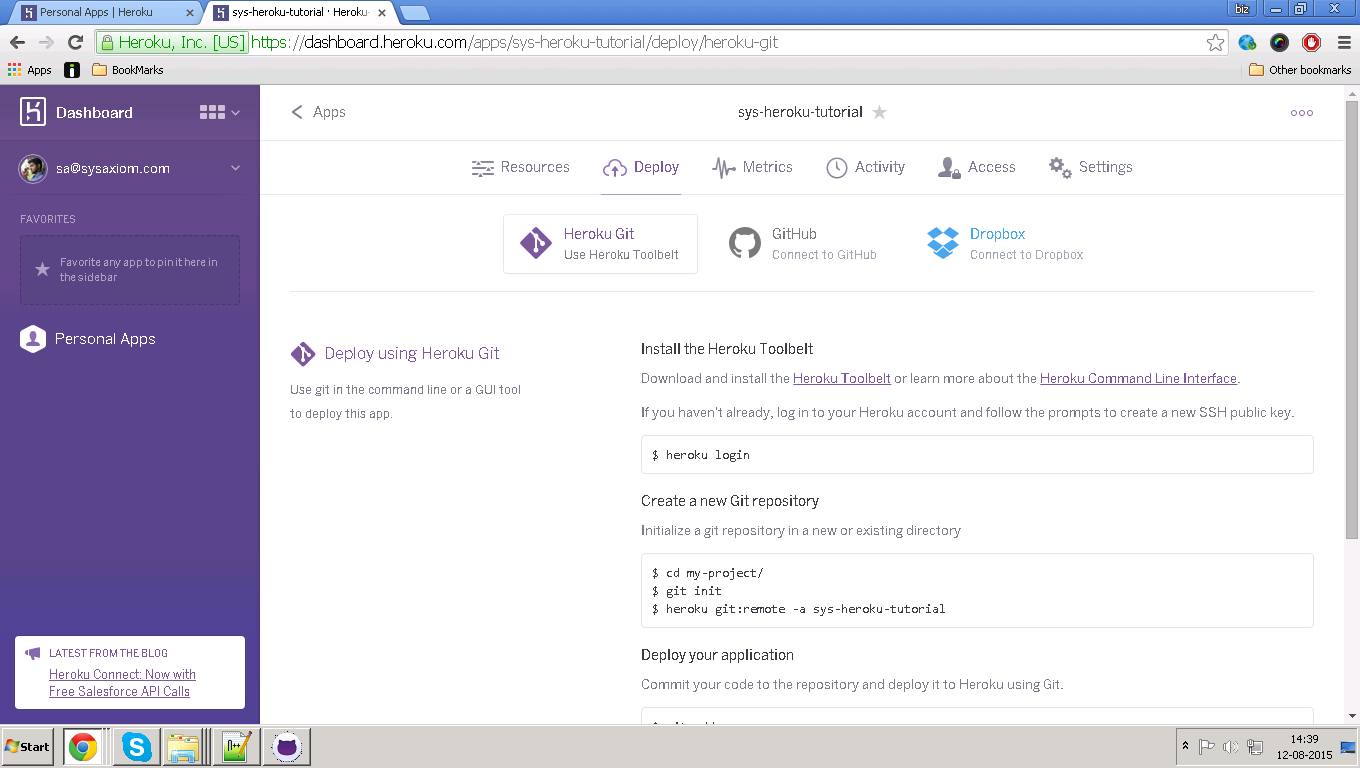 Personal Apps | Heroku
sys-heroku-tutorial · Heroku-
biz
Heroku, Inc. [US]
https://dashboard.heroku.com/apps/sys-heroku-tutorial/deploy/heroku-git
Apps
BookMarks
Other bookmarks
Dashboard
sa@sysaxiom.com
FAVORITES
Favorite any app to pin it here in
the sidebar
Personal Apps
LATEST FROM THE BLOG
Heroku Connect: Now with
Free Salesforce API Calls
Apps
sys-heroku-tutorial
Resources
Deploy
Metrics
Activity
Access
Settings
Heroku Git
Use Heroku Toolbelt
GitHub
Connect to GitHub
Dropbox
Connect to Dropbox
Deploy using Heroku Git
Use git in the command line or a GUI tool
to deploy this app.
Install the Heroku Toolbelt
Download and install the Heroku Toolbelt or learn more about the Heroku Command Line Interface.
If you haven't already, log in to your Heroku account and follow the prompts to create a new SSH public key.
$ heroku login
Create a new Git repository
Initialize a git repository in a new or existing directory
$ cd my-project/
$ git init
$ heroku git:remote -a sys-heroku-tutorial
Deploy your application
Commit your code to the repository and deploy it to Heroku using Git.
Start
14:39
12-08-2015